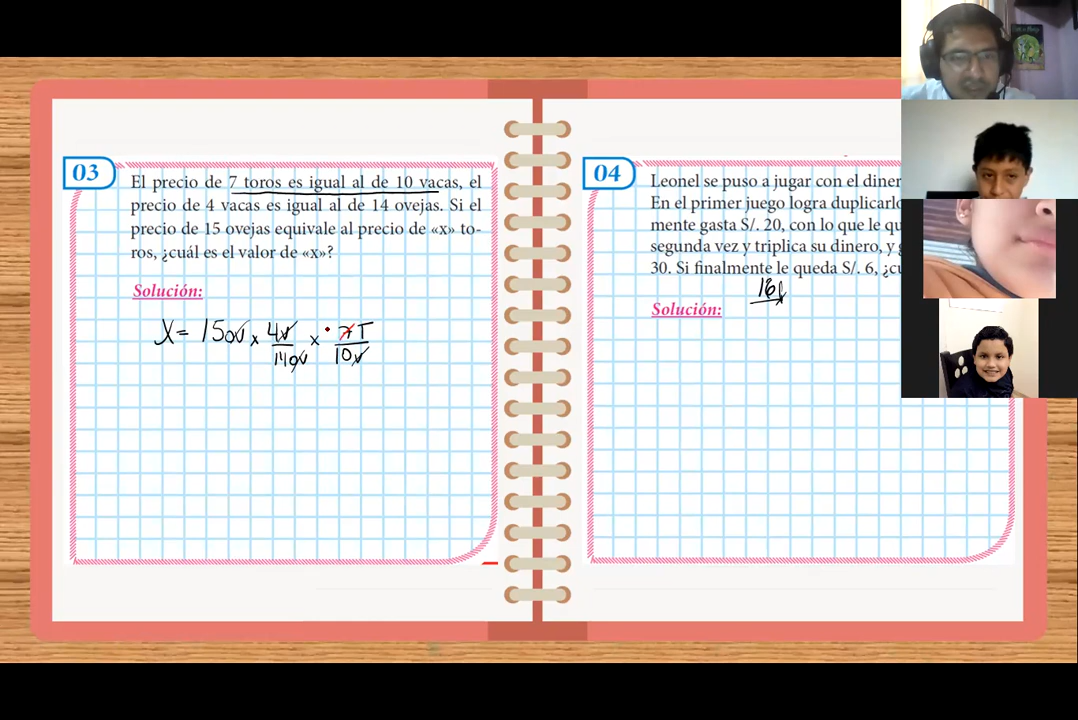 03
El precio de 7 toros es igual al de 10 vacas, el
precio de 4 vacas es igual al de 14 ovejas. Si el
precio de 15 ovejas equivale al precio de «x» to-
ros, ¿cuál es el valor de «x»?
Solución:
X = 15ov × 4v/14ov × 7T/10v
04
Leonel se puso a jugar con el diner
En el primer juego logra duplicarlo
mente gasta S/. 20, con lo que le qu
segunda vez y triplica su dinero, y
30. Si finalmente le queda S/. 6, ¿cu
Solución: